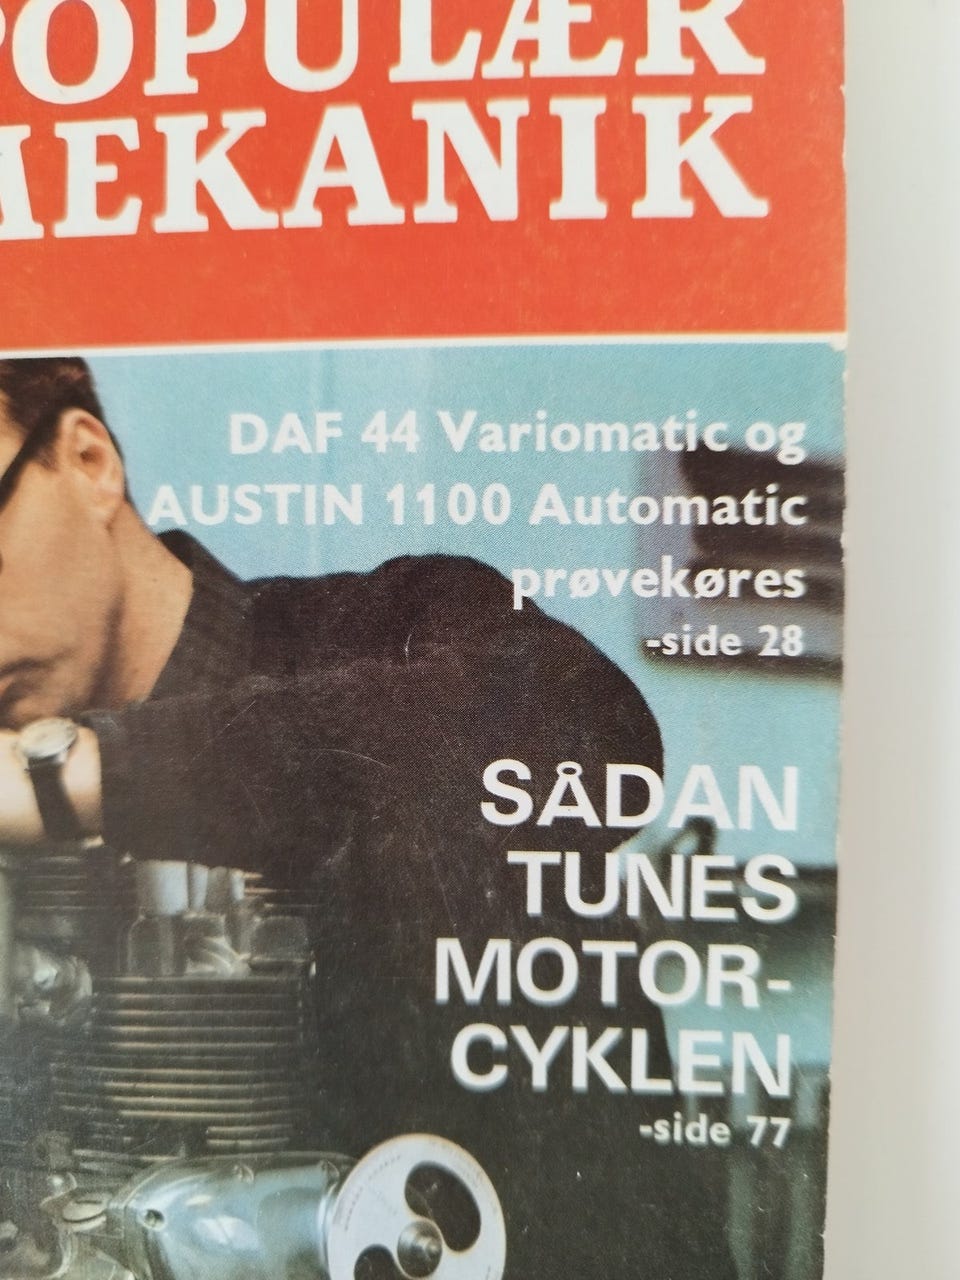 POPULÆR
MEKANIK
DAF 44 Variomatic og
AUSTIN 1100 Automatic
prøvekøres
-side 28
SÅDAN
TUNES
MOTOR-
CYKLEN
-side 77